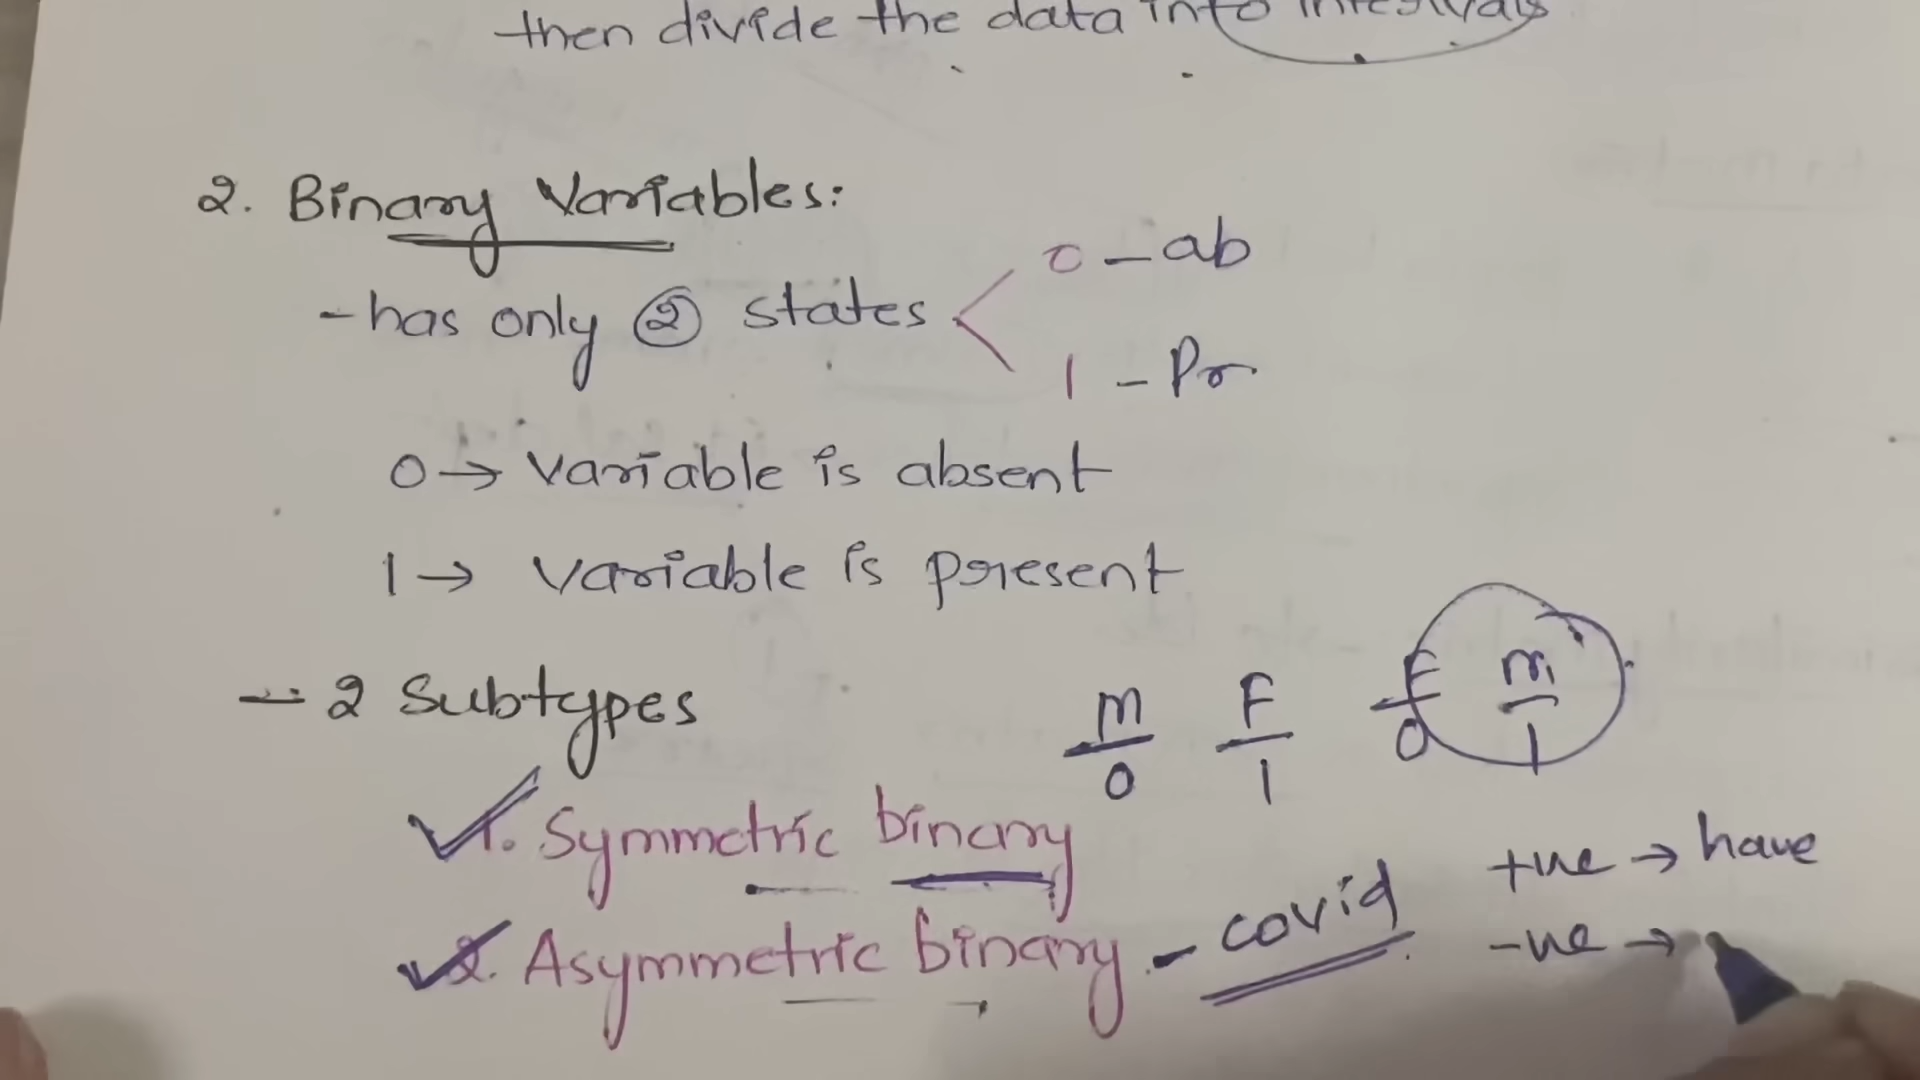 then divide the data into intervals
2. Binary Variables:
- has only 2 states
0 - ab
1 - Pr
0 → variable is absent
1 → variable is present
- 2 Subtypes
M F F m
0 1 0 1
1. Symmetric binary
2. Asymmetric binary - covid
+ve → have
-ve →